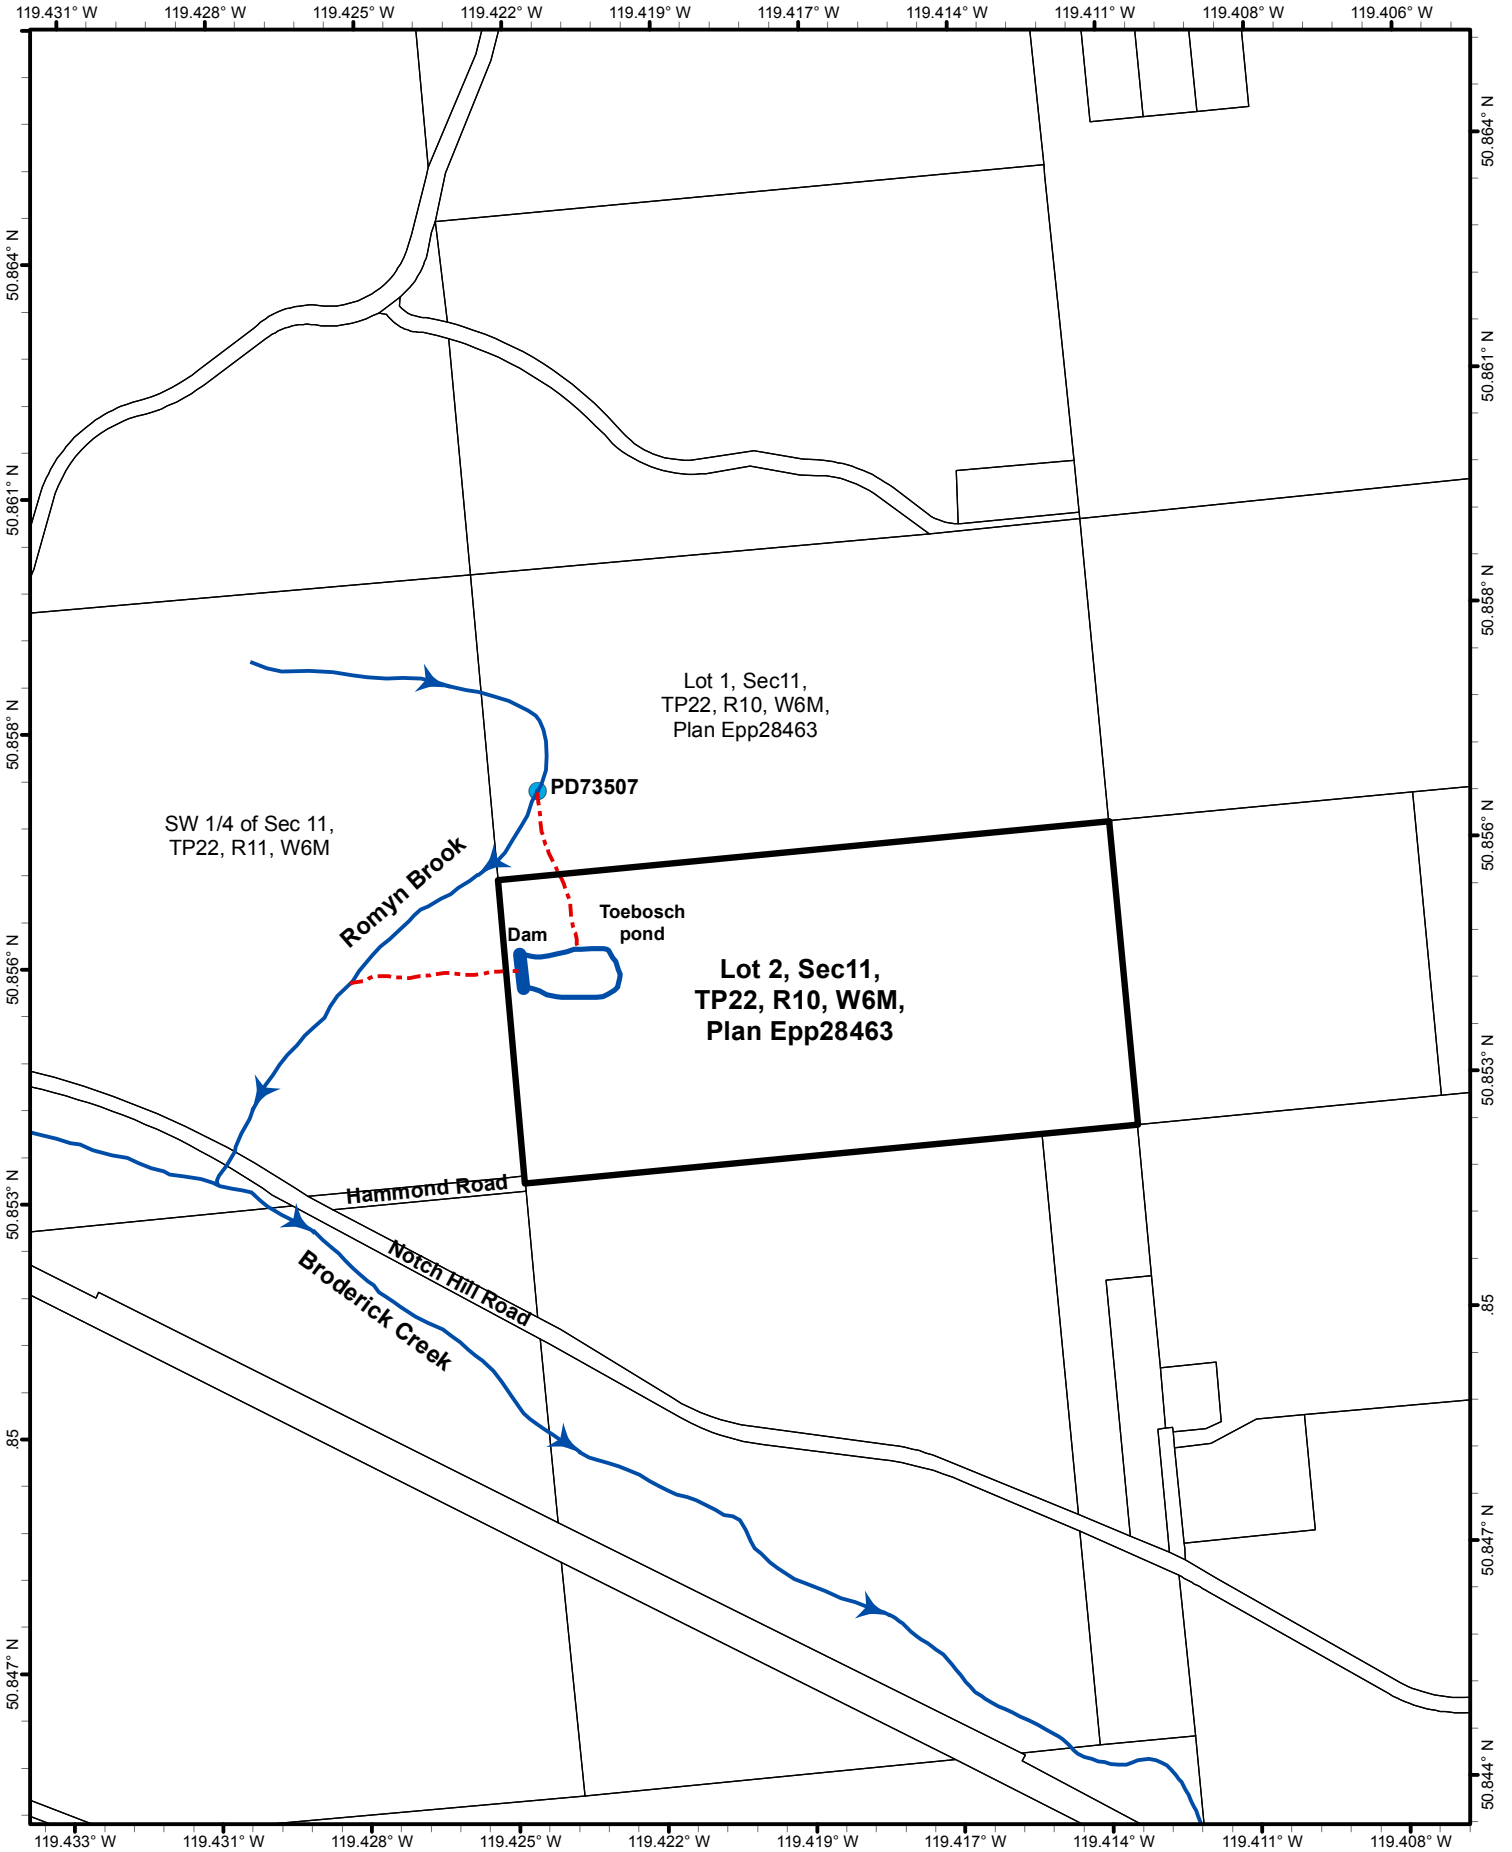 119.431° W 119.428° W 119.425° W 119.422° W 119.419° W 119.417° W 119.414° W 119.411° W 119.408° W 119.406° W
50.864° N
50.861° N
50.858° N
50.856° N
50.853° N
.85
50.847° N
50.864° N
50.861° N
50.858° N
50.856° N
50.853° N
.85
50.847° N
50.844° N
Lot 1, Sec11,
TP22, R10, W6M,
Plan Epp28463
PD73507
SW 1/4 of Sec 11,
TP22, R11, W6M
Romyn Brook
Toebosch
pond
Dam
Lot 2, Sec11,
TP22, R10, W6M,
Plan Epp28463
Hammond Road
Notch Hill Road
Broderick Creek
119.433° W 119.431° W 119.428° W 119.425° W 119.422° W 119.419° W 119.417° W 119.414° W 119.411° W 119.408° W